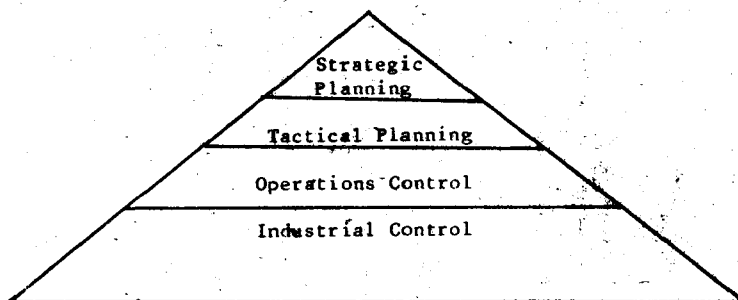 Strategic
Planning
Tactical Planning
Operations Control
Industrial Control